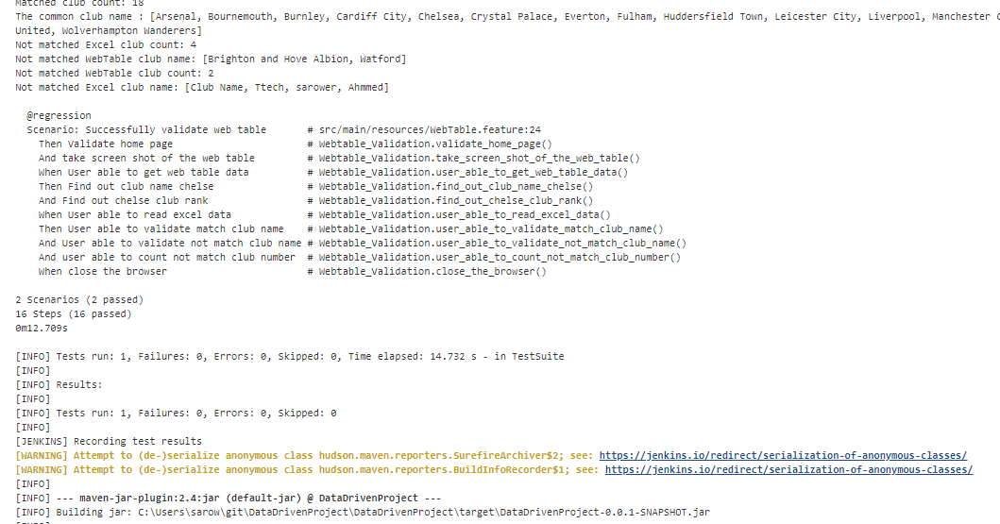 Matched club count: 18
The common club name : [Arsenal, Bournemouth, Burnley, Cardiff City, Chelsea, Crystal Palace, Everton, Fulham, Huddersfield Town, Leicester City, Liverpool, Manchester
United, Wolverhampton Wanderers]
Not matched Excel club count: 4
Not matched WebTable club name: [Brighton and Hove Albion, Watford]
Not matched WebTable club count: 2
Not matched Excel club name: [Club Name, Ttech, sarower, Ahmmed]
@regression
Scenario: Successfully validate web table # src/main/resources/WebTable.feature:24
Then Validate home page # Webtable_Validation.validate_home_page()
And take screen shot of the web table # Webtable_Validation.take_screen_shot_of_the_web_table()
When User able to get web table data # Webtable_Validation.user_able_to_get_web_table_data()
Then Find out club name chelse # Webtable_Validation.find_out_club_name_chelse()
And Find out chelse club rank # Webtable_Validation.find_out_chelse_club_rank()
When User able to read excel data # Webtable_Validation.user_able_to_read_excel_data()
Then User able to validate match club name # Webtable_Validation.user_able_to_validate_match_club_name()
And User able to validate not match club name # Webtable_Validation.user_able_to_validate_not_match_club_name()
And user able to count not match club number # Webtable_Validation.user_able_to_count_not_match_club_number()
When close the browser # Webtable_Validation.close_the_browser()
2 Scenarios (2 passed)
16 Steps (16 passed)
0m12.709s
[INFO] Tests run: 1, Failures: 0, Errors: 0, Skipped: 0, Time elapsed: 14.732 s - in TestSuite
[INFO]
[INFO] Results:
[INFO]
[INFO] Tests run: 1, Failures: 0, Errors: 0, Skipped: 0
[INFO]
[JENKINS] Recording test results
[WARNING] Attempt to (de-)serialize anonymous class hudson.maven.reporters.SurefireArchiver$2; see: https://jenkins.io/redirect/serialization-of-anonymous-classes/
[WARNING] Attempt to (de-)serialize anonymous class hudson.maven.reporters.BuildInfoRecorder$1; see: https://jenkins.io/redirect/serialization-of-anonymous-classes/
[INFO]
[INFO] --- maven-jar-plugin:2.4:jar (default-jar) @ DataDrivenProject ---
[INFO] Building jar: C:\Users\sarow\git\DataDrivenProject\DataDrivenProject\target\DataDrivenProject-0.0.1-SNAPSHOT.jar